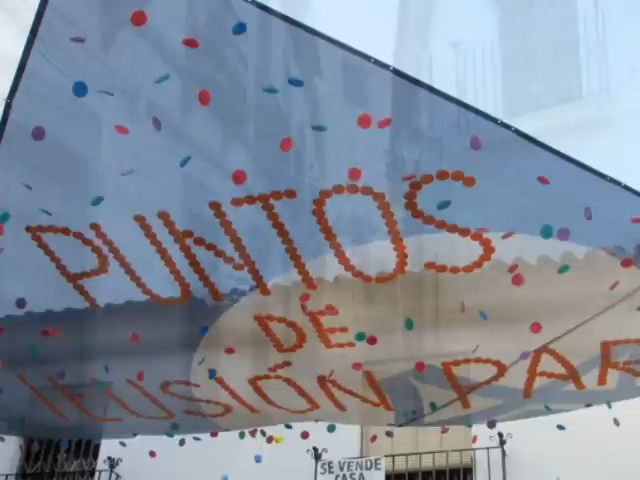 PUNTOS
DE
ILUSIÓN PAR
SE VENDE
CASA